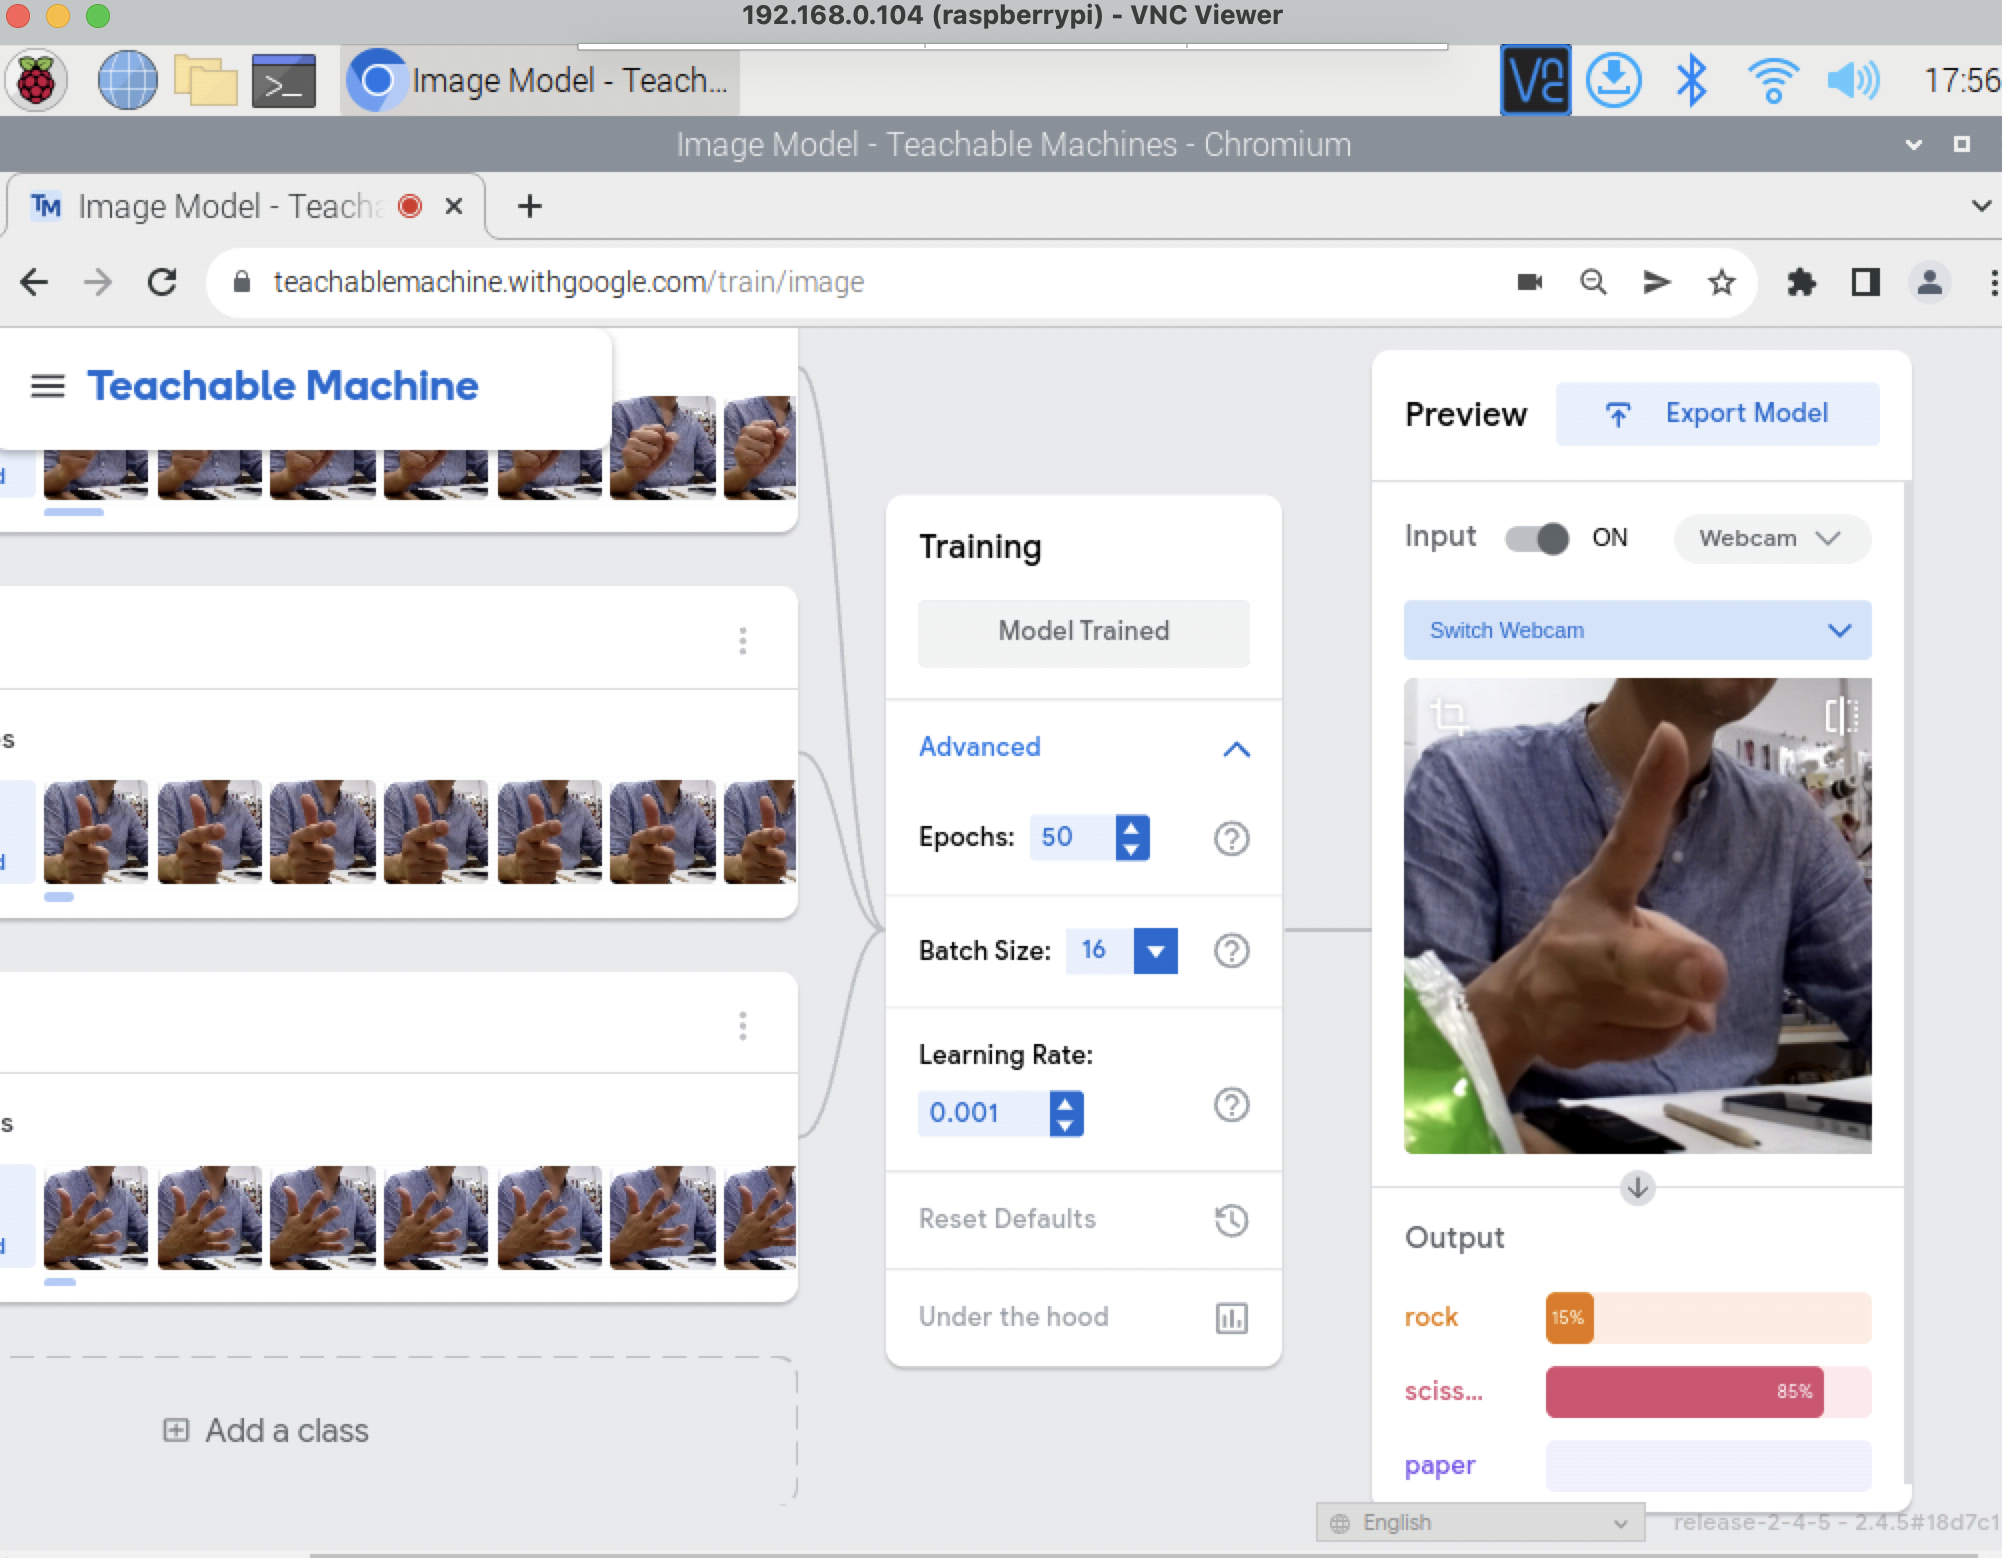 192.168.0.104 (raspberrypi) - VNC Viewer
Image Model - Teach...
17:56
Image Model - Teachable Machines - Chromium
TM Image Model - Teacha
teachablemachine.withgoogle.com/train/image
Teachable Machine
d
s
d
s
d
Add a class
Training
Model Trained
Advanced
Epochs: 50
Batch Size: 16
Learning Rate:
0.001
Reset Defaults
Under the hood
Preview
Export Model
Input ON Webcam
Switch Webcam
Output
rock 15%
sciss... 85%
paper
English
release-2-4-5 - 2.4.5#18d7c1